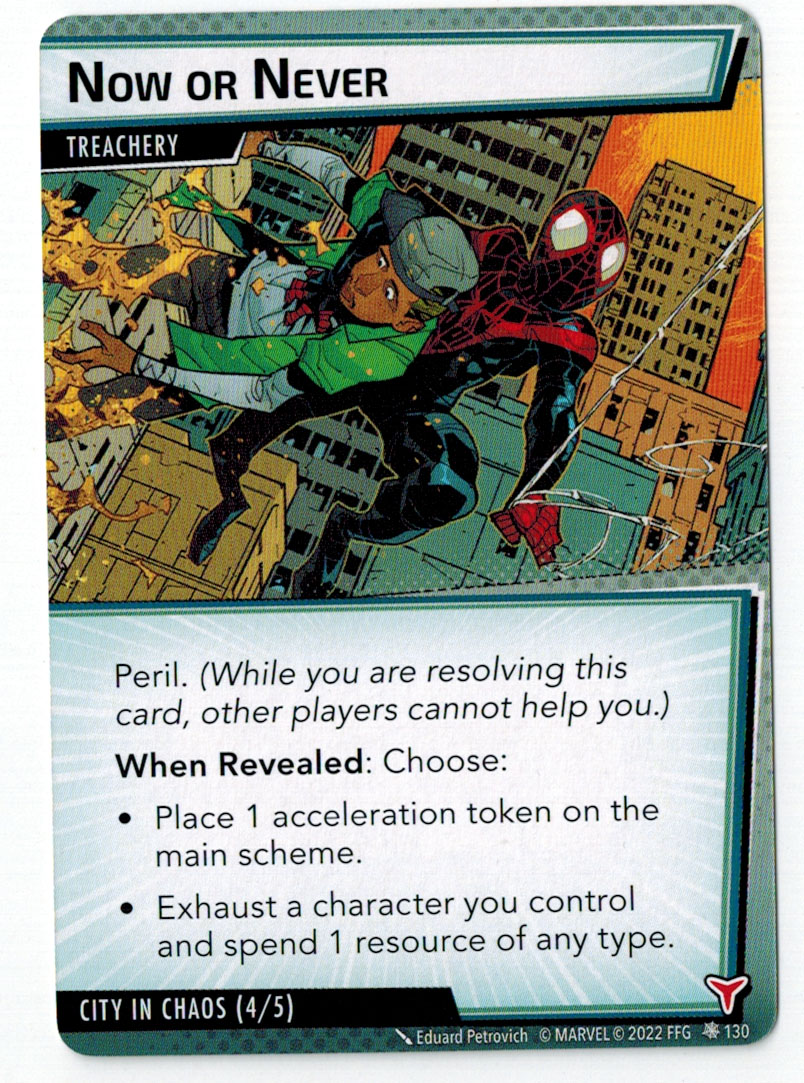 Now or Never
TREACHERY
Peril. (While you are resolving this
card, other players cannot help you.)
When Revealed: Choose:
• Place 1 acceleration token on the
main scheme.
• Exhaust a character you control
and spend 1 resource of any type.
CITY IN CHAOS (4/5)
Eduard Petrovich © MARVEL © 2022 FFG 130